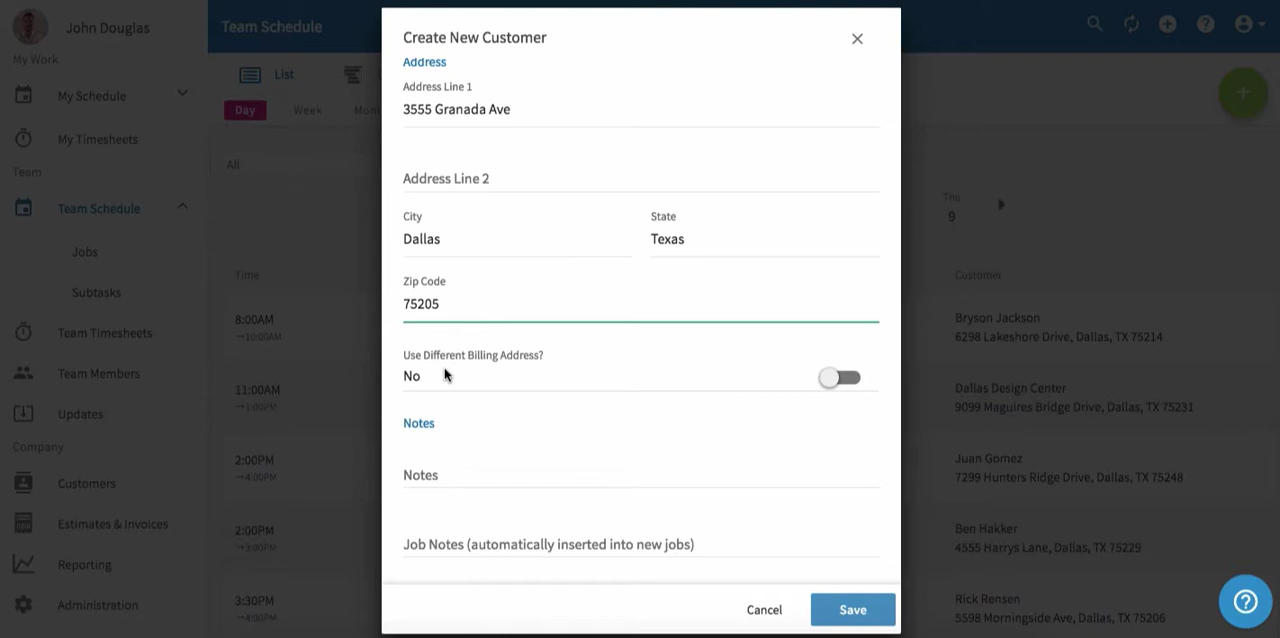 John Douglas
My Work
My Schedule
My Timesheets
Team
Team Schedule
Jobs
Subtasks
Team Timesheets
Team Members
Updates
Company
Customers
Estimates & Invoices
Reporting
Administration
Team Schedule
List
Day
Week
All
Time
8:00AM
→10:00AM
11:00AM
→1:00PM
2:00PM
→4:00PM
2:00PM
→3:00PM
3:30PM
→4:00PM
Create New Customer
Address
Address Line 1
3555 Granada Ave
Address Line 2
City
State
Dallas
Texas
Zip Code
75205
Use Different Billing Address?
No
Notes
Notes
Job Notes (automatically inserted into new jobs)
Cancel
Save
Thu
9
Customer
Bryson Jackson
6298 Lakeshore Drive, Dallas, TX 75214
Dallas Design Center
9099 Maguires Bridge Drive, Dallas, TX 75231
Juan Gomez
7299 Hunters Ridge Drive, Dallas, TX 75248
Ben Hakker
4555 Harrys Lane, Dallas, TX 75229
Rick Rensen
5598 Morningside Ave, Dallas, TX 75206